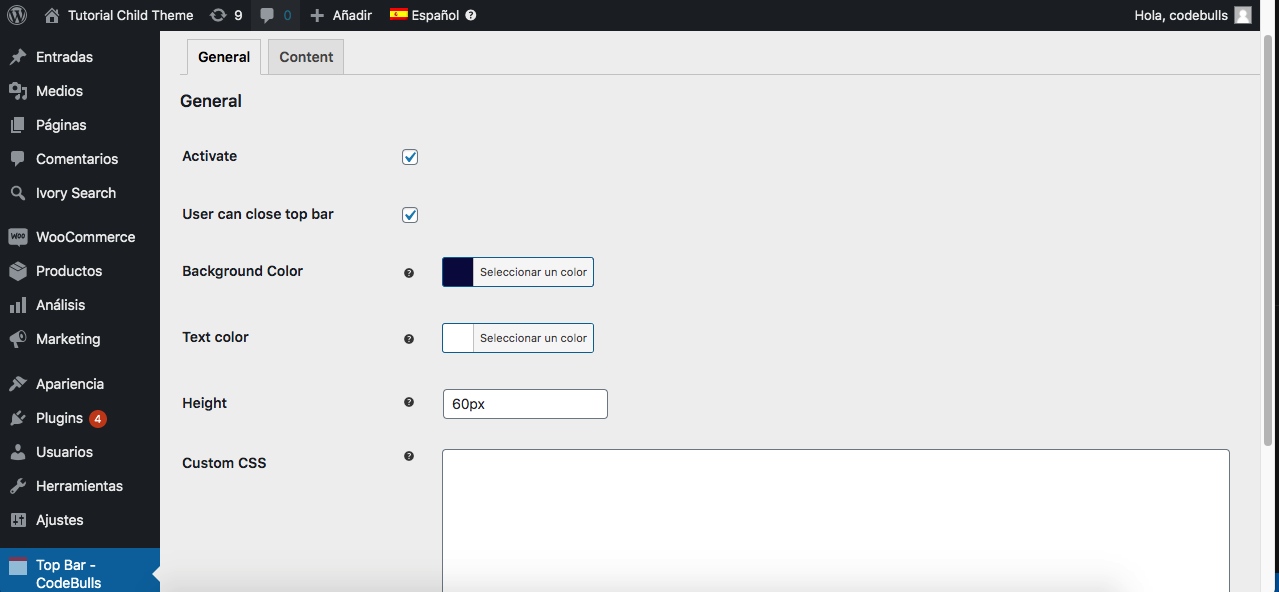 Tutorial Child Theme 9 0 Añadir Español Hola, codebulls
Entradas
Medios
Páginas
Comentarios
Ivory Search
WooCommerce
Productos
Análisis
Marketing
Apariencia
Plugins 4
Usuarios
Herramientas
Ajustes
Top Bar -
CodeBulls
General Content
General
Activate
User can close top bar
Background Color Seleccionar un color
Text color Seleccionar un color
Height 60px
Custom CSS